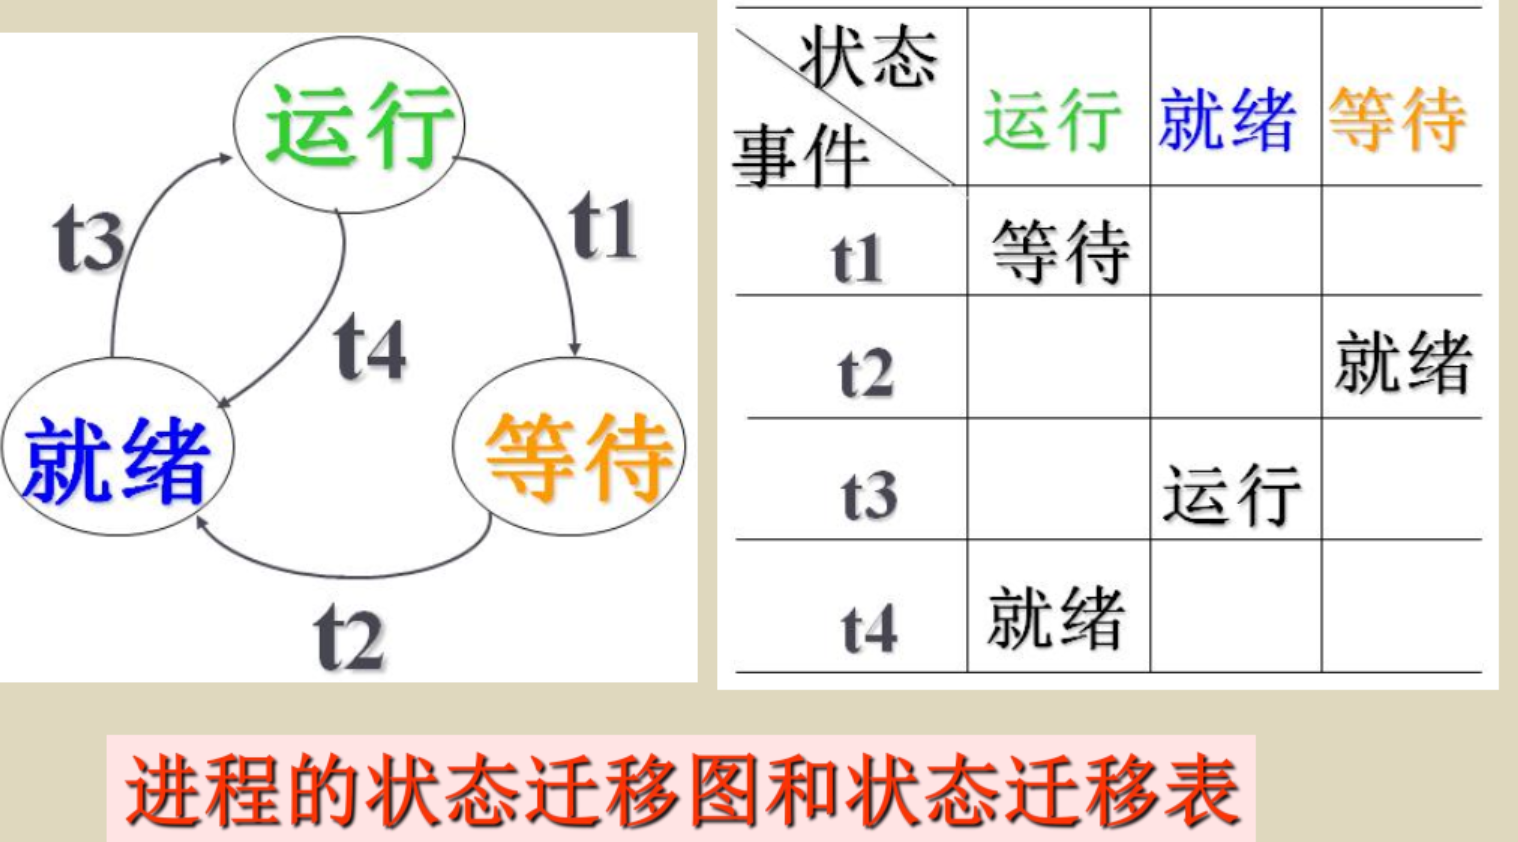 运行
t3
t1
t4
就绪
等待
t2
状态
事件
运行 就绪 等待
t1 等待
t2 就绪
t3 运行
t4 就绪
进程的状态迁移图和状态迁移表